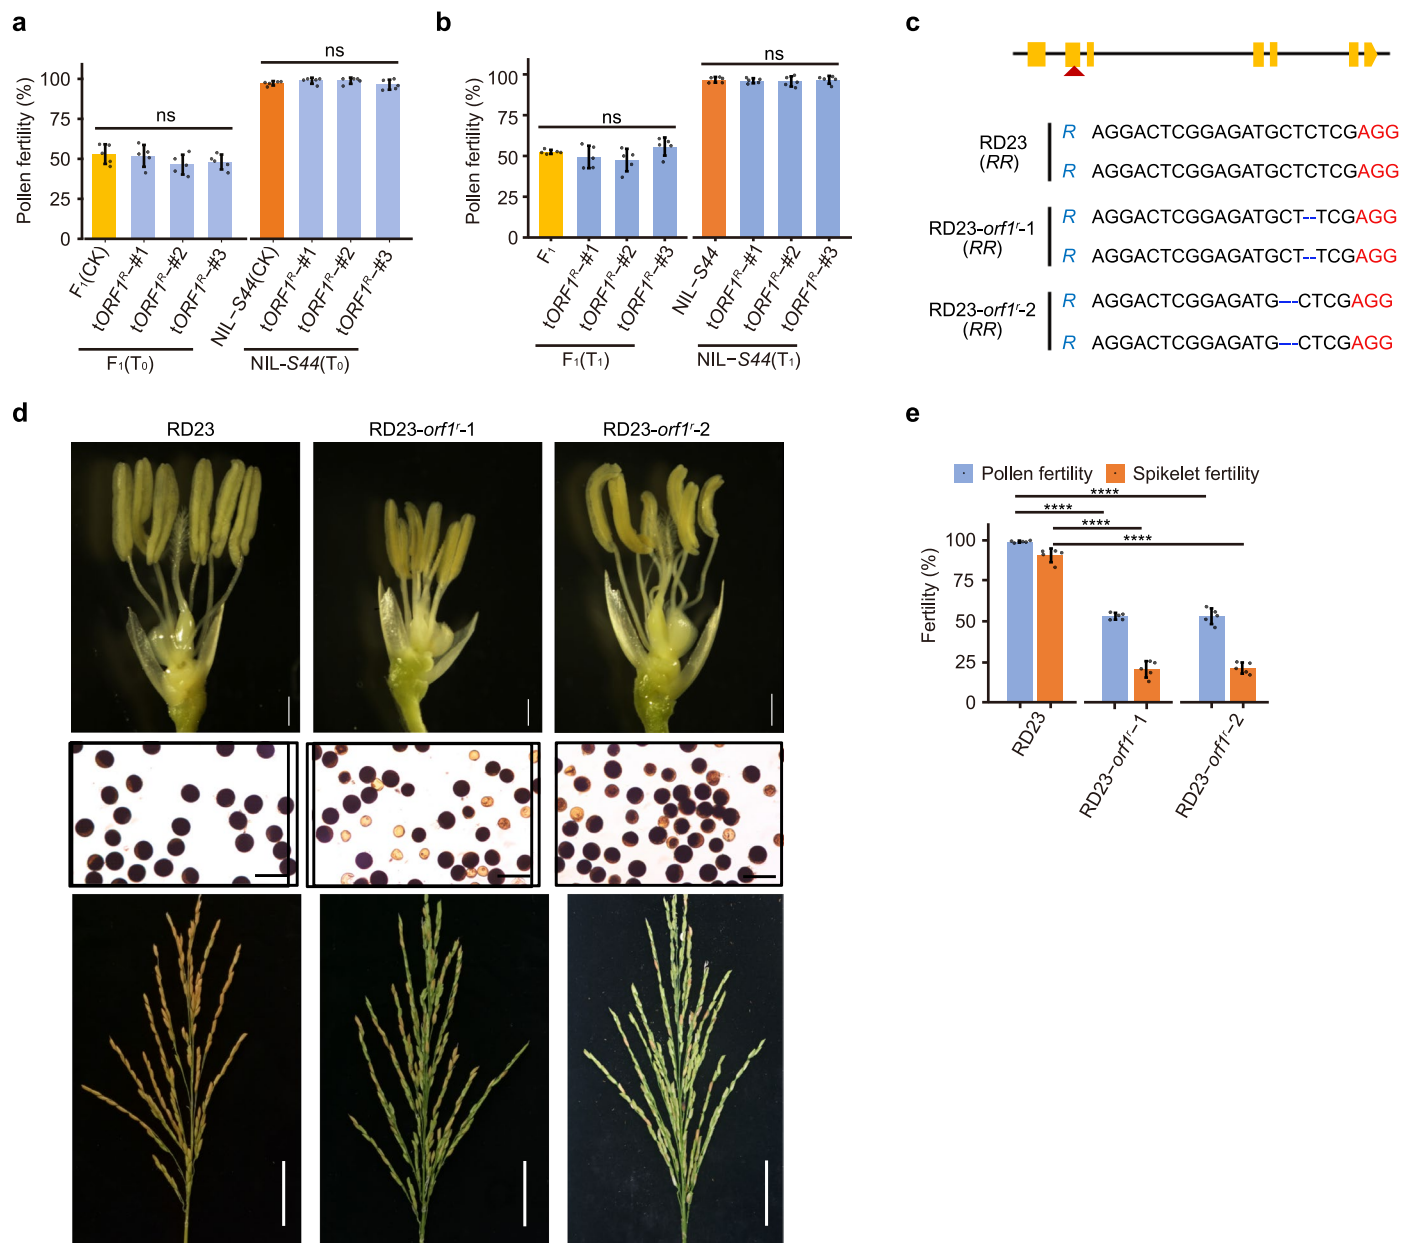 a
ns
ns
Pollen fertility (%)
100
75
50
25
0
F₁(CK)
tORF1ᴿ–#1
tORF1ᴿ–#2
tORF1ᴿ–#3
NIL–S44(CK)
tORF1ᴿ–#1
tORF1ᴿ–#2
tORF1ᴿ–#3
F₁(T₀)
NIL-S44(T₀)
b
ns
ns
Pollen fertility (%)
100
75
50
25
0
F₁
tORF1ᴿ–#1
tORF1ᴿ–#2
tORF1ᴿ–#3
NIL–S44
tORF1ᴿ–#1
tORF1ᴿ–#2
tORF1ᴿ–#3
F₁(T₁)
NIL–S44(T₁)
c
RD23
(RR)
R AGGACTCGGAGATGCTCTCGAGG
R AGGACTCGGAGATGCTCTCGAGG
RD23-orf1ʳ-1
(RR)
R AGGACTCGGAGATGCT--TCGAGG
R AGGACTCGGAGATGCT--TCGAGG
RD23-orf1ʳ-2
(RR)
R AGGACTCGGAGATG---CTCGAGG
R AGGACTCGGAGATG---CTCGAGG
d
RD23
RD23-orf1ʳ-1
RD23-orf1ʳ-2
e
Pollen fertility
Spikelet fertility
****
****
****
****
Fertility (%)
100
75
50
25
0
RD23
RD23–orf1ʳ–1
RD23–orf1ʳ–2